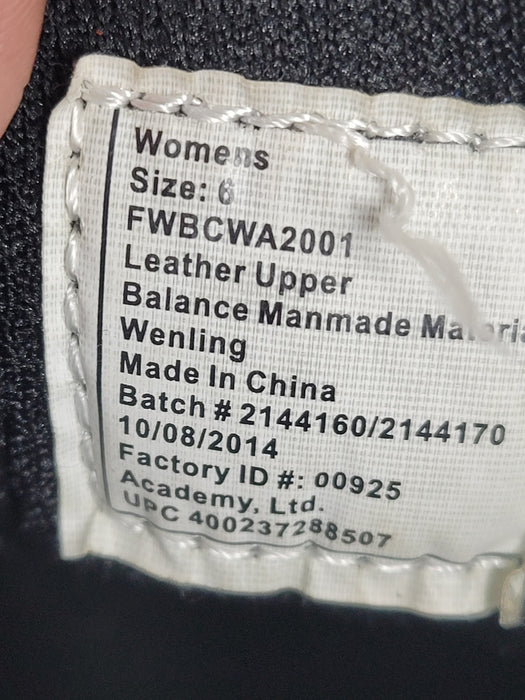 Womens
Size: 6
FWBCWA2001
Leather Upper
Balance Manmade
Wenling
Made In China
Batch # 2144160/2144170
10/08/2014
Factory ID #: 00925
Academy, Ltd.
UPC 400237288507